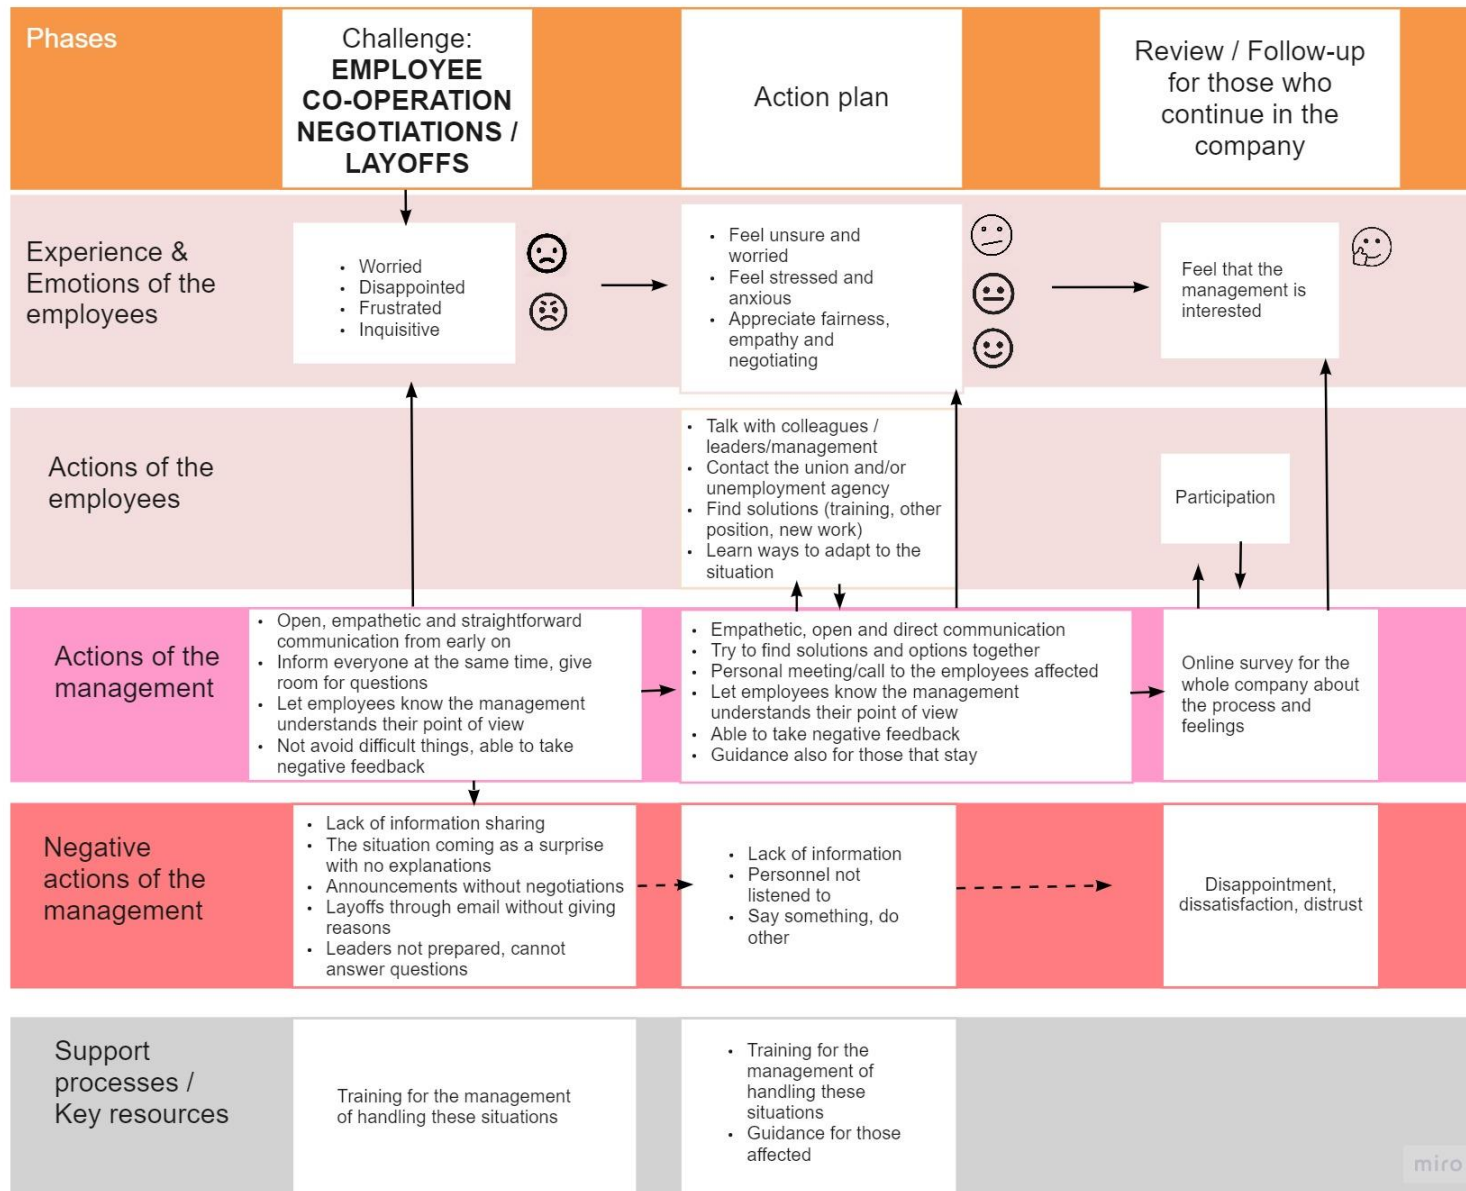 Phases
Challenge:
EMPLOYEE
CO-OPERATION
NEGOTIATIONS /
LAYOFFS
Action plan
Review / Follow-up
for those who
continue in the
company
Experience &
Emotions of the
employees
• Worried
• Disappointed
• Frustrated
• Inquisitive
• Feel unsure and
worried
• Feel stressed and
anxious
• Appreciate fairness,
empathy and
negotiating
Feel that the
management is
interested
Actions of the
employees
• Talk with colleagues /
leaders/management
• Contact the union and/or
unemployment agency
• Find solutions (training, other
position, new work)
• Learn ways to adapt to the
situation
Participation
Actions of the
management
• Open, empathetic and straightforward
communication from early on
• Inform everyone at the same time, give
room for questions
• Let employees know the management
understands their point of view
• Not avoid difficult things, able to take
negative feedback
• Empathetic, open and direct communication
• Try to find solutions and options together
• Personal meeting/call to the employees affected
• Let employees know the management
understands their point of view
• Able to take negative feedback
• Guidance also for those that stay
Online survey for the
whole company about
the process and
feelings
Negative
actions of the
management
• Lack of information sharing
• The situation coming as a surprise
with no explanations
• Announcements without negotiations
• Layoffs through email without giving
reasons
• Leaders not prepared, cannot
answer questions
• Lack of information
• Personnel not
listened to
• Say something, do
other
Disappointment,
dissatisfaction, distrust
Support
processes /
Key resources
Training for the management
of handling these situations
• Training for the
management of
handling these
situations
• Guidance for those
affected
miro